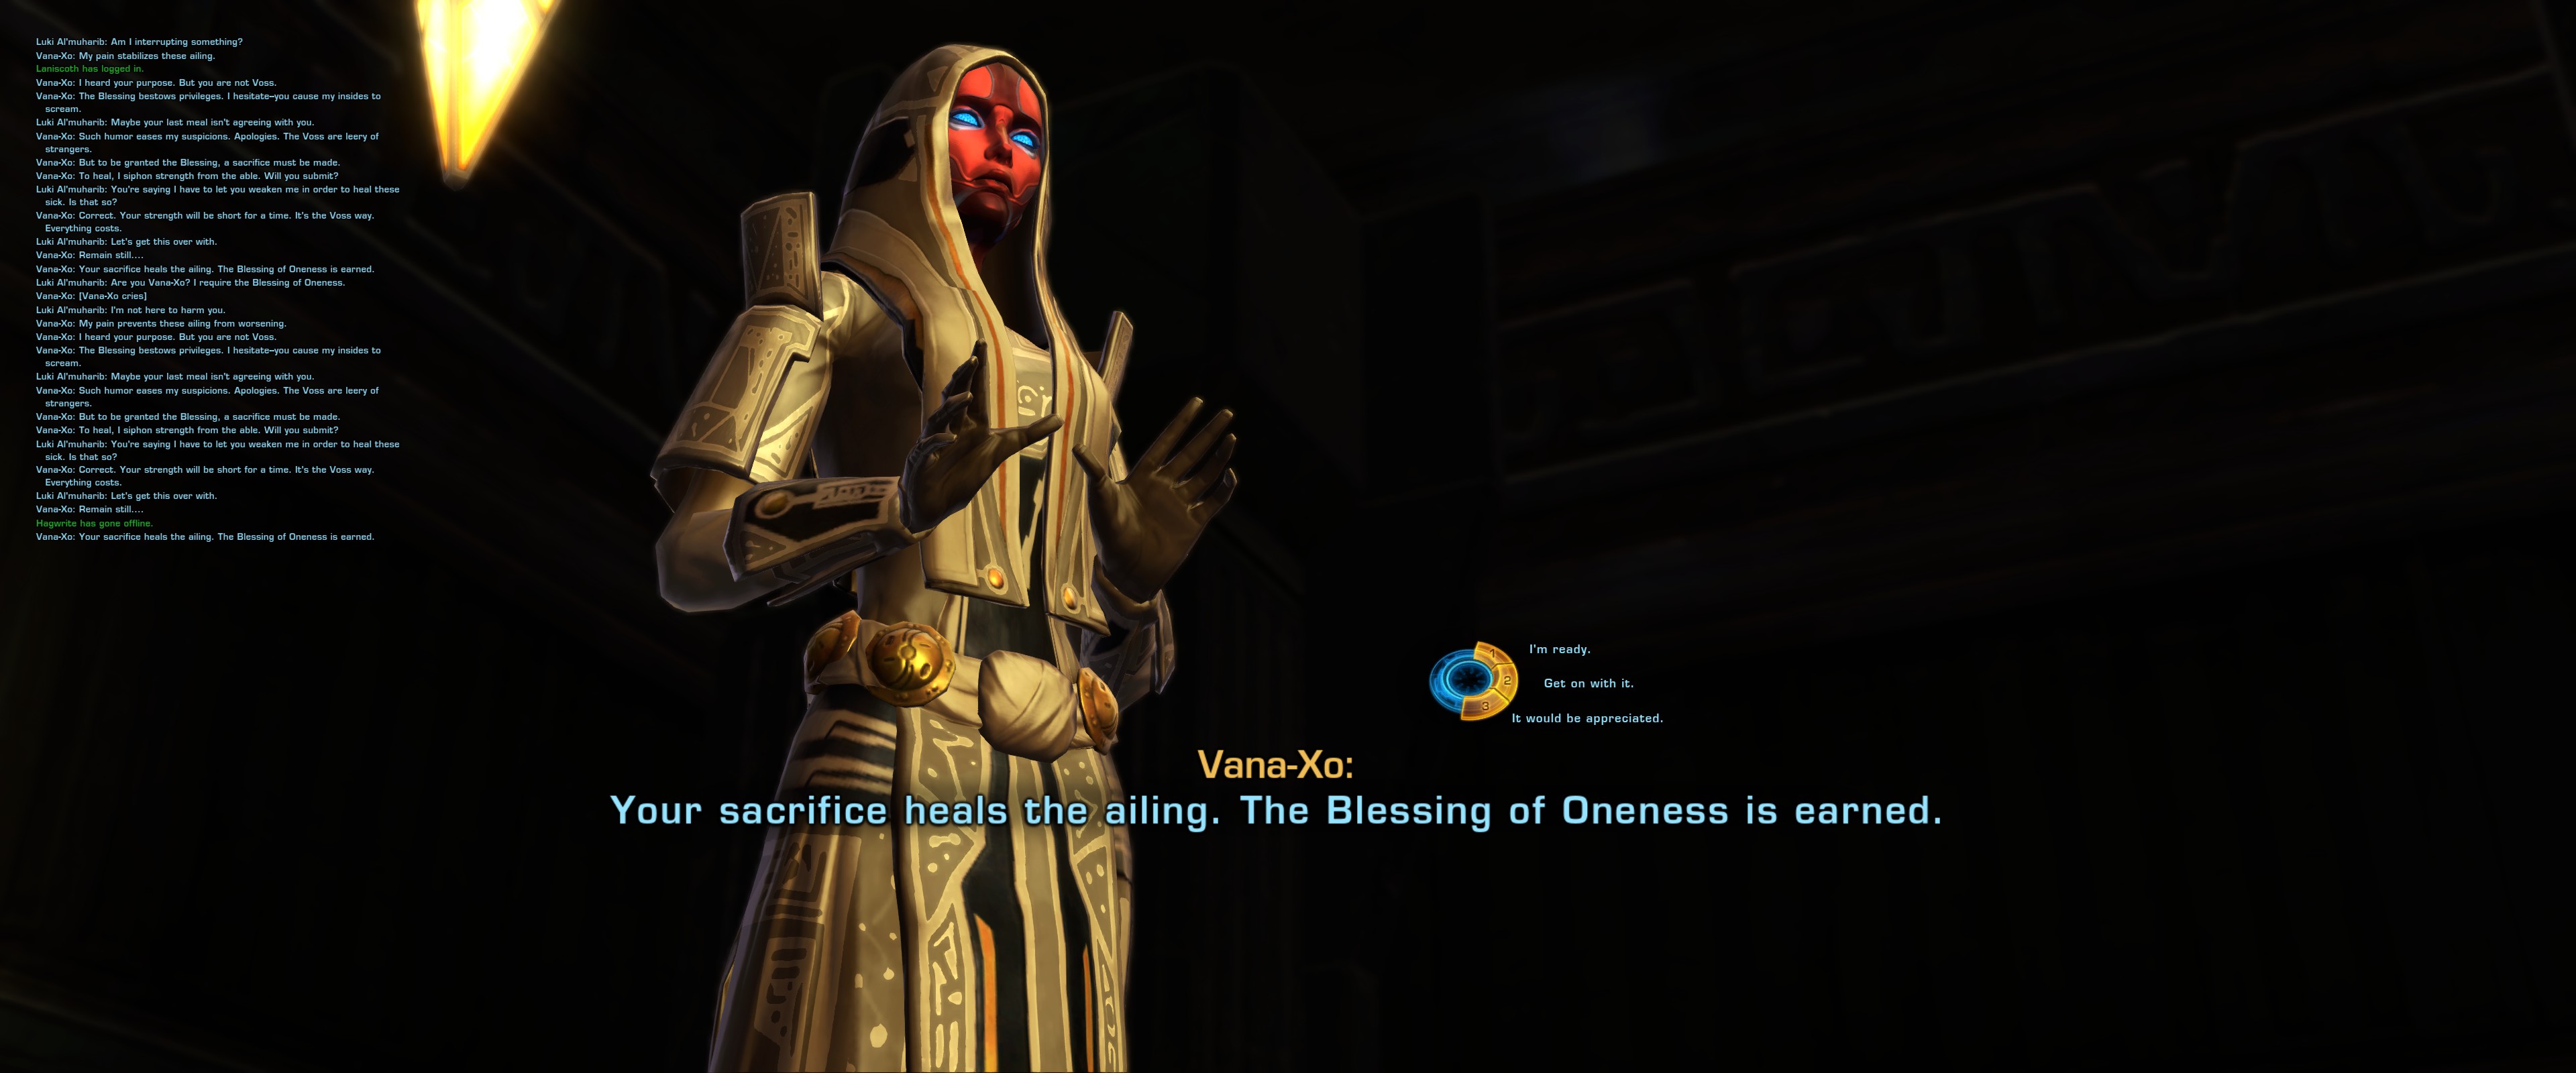 Luki Al'muharib: Am I interrupting something?
Vana-Xo: My pain stabilizes these ailing.
Laniscoth has logged in.
Vana-Xo: I heard your purpose. But you are not Voss.
Vana-Xo: The Blessing bestows privileges. I hesitate—you cause my insides to
scream.
Luki Al'muharib: Maybe your last meal isn't agreeing with you.
Vana-Xo: Such humor eases my suspicions. Apologies. The Voss are leery of
strangers.
Vana-Xo: But to be granted the Blessing, a sacrifice must be made.
Vana-Xo: To heal, I siphon strength from the able. Will you submit?
Luki Al'muharib: You're saying I have to let you weaken me in order to heal these
sick. Is that so?
Vana-Xo: Correct. Your strength will be short for a time. It's the Voss way.
Everything costs.
Luki Al'muharib: Let's get this over with.
Vana-Xo: Remain still....
Vana-Xo: Your sacrifice heals the ailing. The Blessing of Oneness is earned.
Luki Al'muharib: Are you Vana-Xo? I require the Blessing of Oneness.
Vana-Xo: [Vana-Xo cries]
Luki Al'muharib: I'm not here to harm you.
Vana-Xo: My pain prevents these ailing from worsening.
Vana-Xo: I heard your purpose. But you are not Voss.
Vana-Xo: The Blessing bestows privileges. I hesitate—you cause my insides to
scream.
Luki Al'muharib: Maybe your last meal isn't agreeing with you.
Vana-Xo: Such humor eases my suspicions. Apologies. The Voss are leery of
strangers.
Vana-Xo: But to be granted the Blessing, a sacrifice must be made.
Vana-Xo: To heal, I siphon strength from the able. Will you submit?
Luki Al'muharib: You're saying I have to let you weaken me in order to heal these
sick. Is that so?
Vana-Xo: Correct. Your strength will be short for a time. It's the Voss way.
Everything costs.
Luki Al'muharib: Let's get this over with.
Vana-Xo: Remain still....
Hagwrite has gone offline.
Vana-Xo: Your sacrifice heals the ailing. The Blessing of Oneness is earned.
1 I'm ready.
2 Get on with it.
3 It would be appreciated.
Vana-Xo:
Your sacrifice heals the ailing. The Blessing of Oneness is earned.